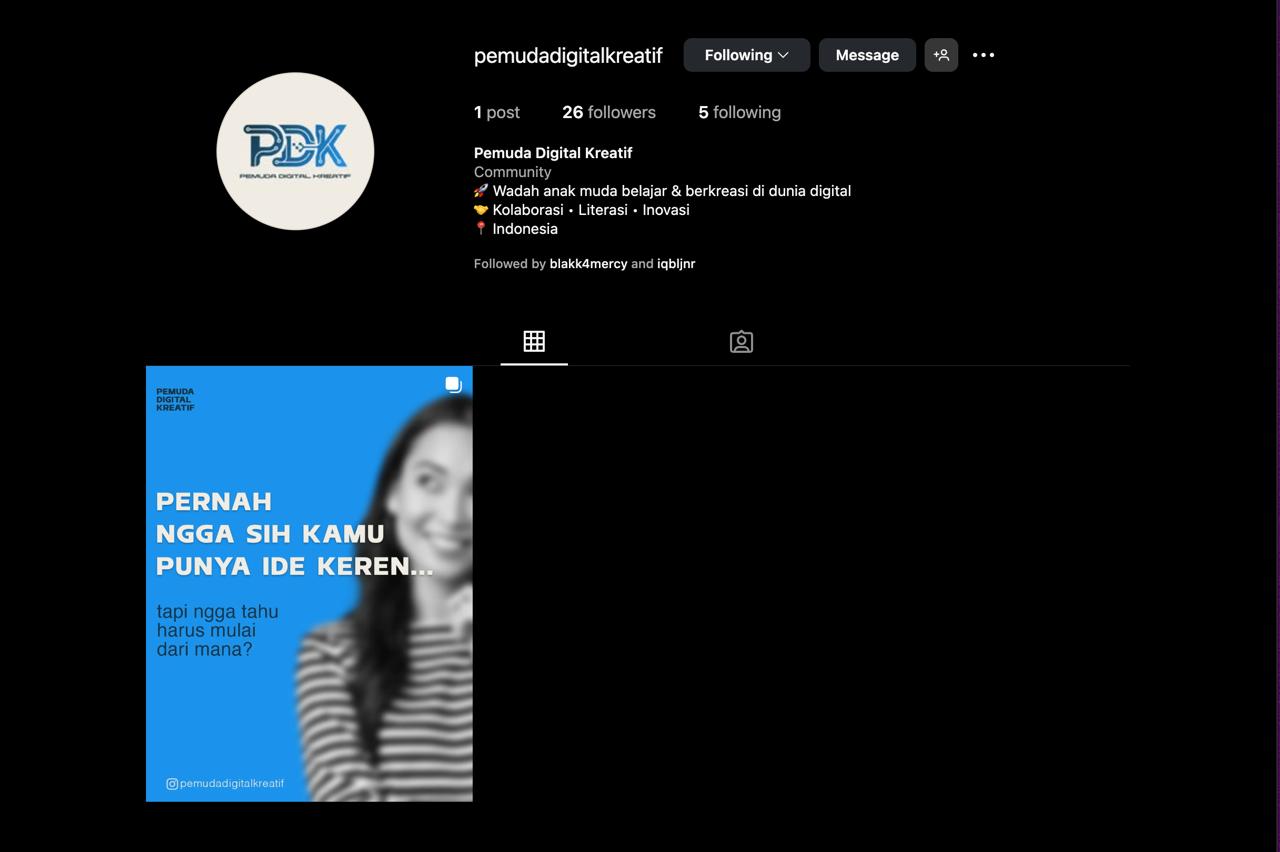 pemudadigitalkreatif
Following
Message
1 post 26 followers 5 following
PDK
PEMUDA DIGITAL KREATIF
Pemuda Digital Kreatif
Community
🚀 Wadah anak muda belajar & berkreasi di dunia digital
🤝 Kolaborasi • Literasi • Inovasi
📍 Indonesia
Followed by blakk4mercy and iqbljnr
PEMUDA
DIGITAL
KREATIF
PERNAH
NGGA SIH KAMU
PUNYA IDE KEREN...
tapi ngga tahu
harus mulai
dari mana?
pemudadigitalkreatif